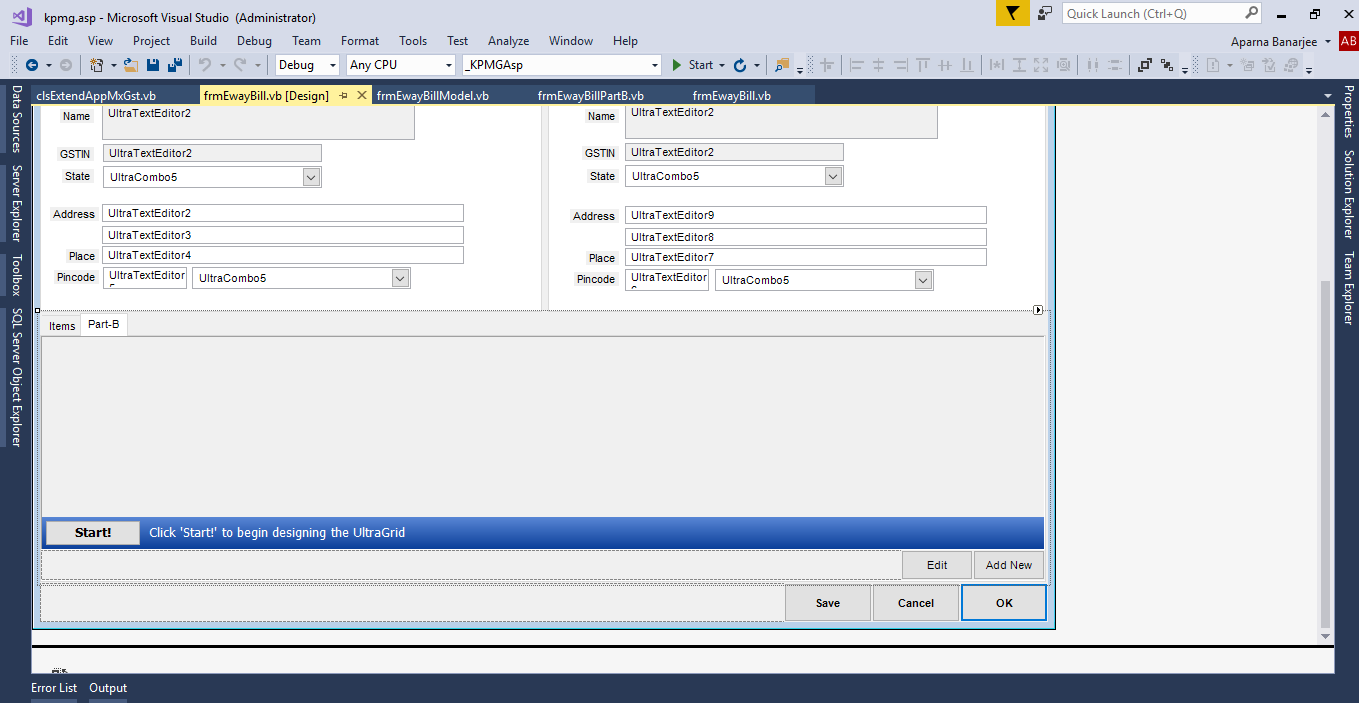 kpmg.asp - Microsoft Visual Studio (Administrator)
Quick Launch (Ctrl+Q)
File Edit View Project Build Debug Team Format Tools Test Analyze Window Help
Aparna Banarjee AB
Debug Any CPU _KPMGAsp Start
clsExtendAppMxGst.vb frmEwayBill.vb [Design] frmEwayBillModel.vb frmEwayBillPartB.vb frmEwayBill.vb
Data Sources
Server Explorer
Toolbox
SQL Server Object Explorer
Name UltraTextEditor2
GSTIN UltraTextEditor2
State UltraCombo5
Address UltraTextEditor2
UltraTextEditor3
Place UltraTextEditor4
Pincode UltraTextEditor UltraCombo5
Name UltraTextEditor2
GSTIN UltraTextEditor2
State UltraCombo5
Address UltraTextEditor9
UltraTextEditor8
Place UltraTextEditor7
Pincode UltraTextEditor UltraCombo5
Items Part-B
Start! Click 'Start!' to begin designing the UltraGrid
Edit Add New
Save Cancel OK
Properties
Solution Explorer
Team Explorer
Error List Output